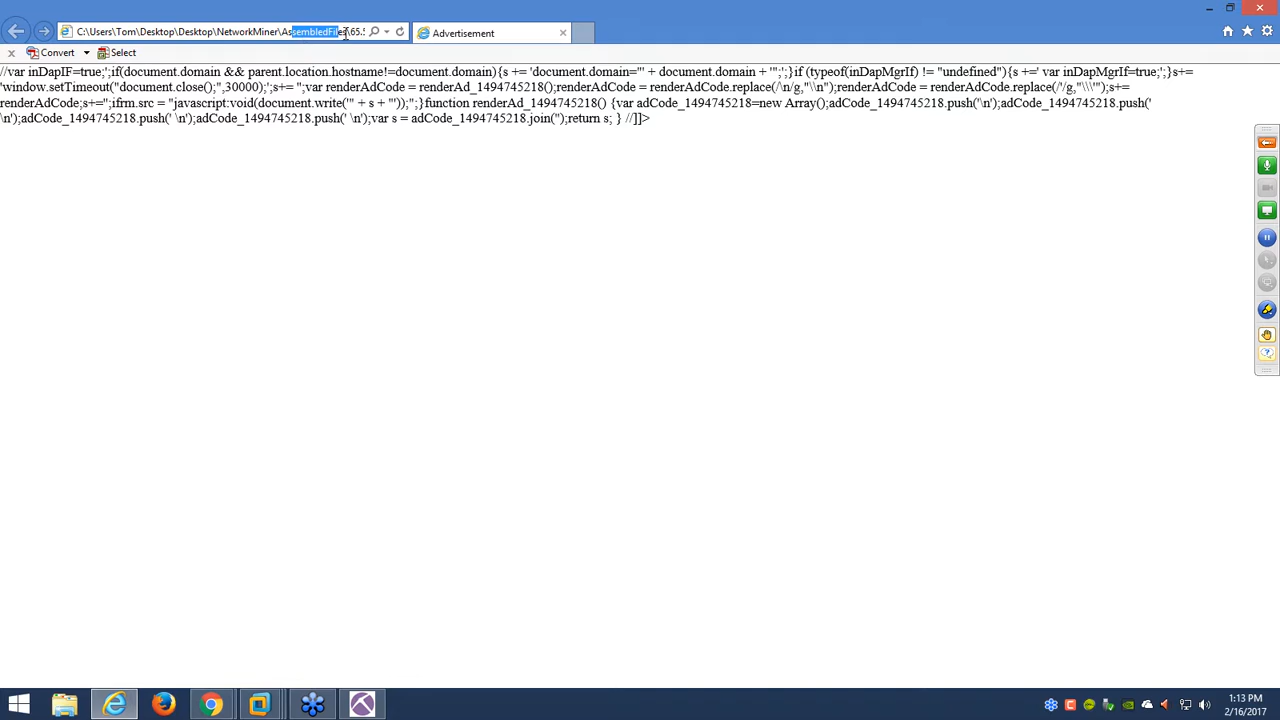 C:\Users\Tom\Desktop\Desktop\NetworkMiner\AssembledFiles\65.5
Advertisement
Convert
Select
//var inDapIF=true;';if(document.domain && parent.location.hostname!=document.domain){s += 'document.domain="' + document.domain + '";';}if (typeof(inDapMgrIf) != "undefined"){s +=' var inDapMgrIf=true;';}s+=
'window.setTimeout("document.close();",30000);';s+= '';var renderAdCode = renderAd_1494745218();renderAdCode = renderAdCode.replace(/\n/g,"\\n");renderAdCode = renderAdCode.replace(/'/g,"\\\'");s+=
renderAdCode;s+='';ifrm.src = "javascript:void(document.write('" + s + "'));";}function renderAd_1494745218() {var adCode_1494745218=new Array();adCode_1494745218.push('\n');adCode_1494745218.push('
\n');adCode_1494745218.push(' \n');adCode_1494745218.push(' \n');var s = adCode_1494745218.join('');return s; } //]]>
1:13 PM
2/16/2017